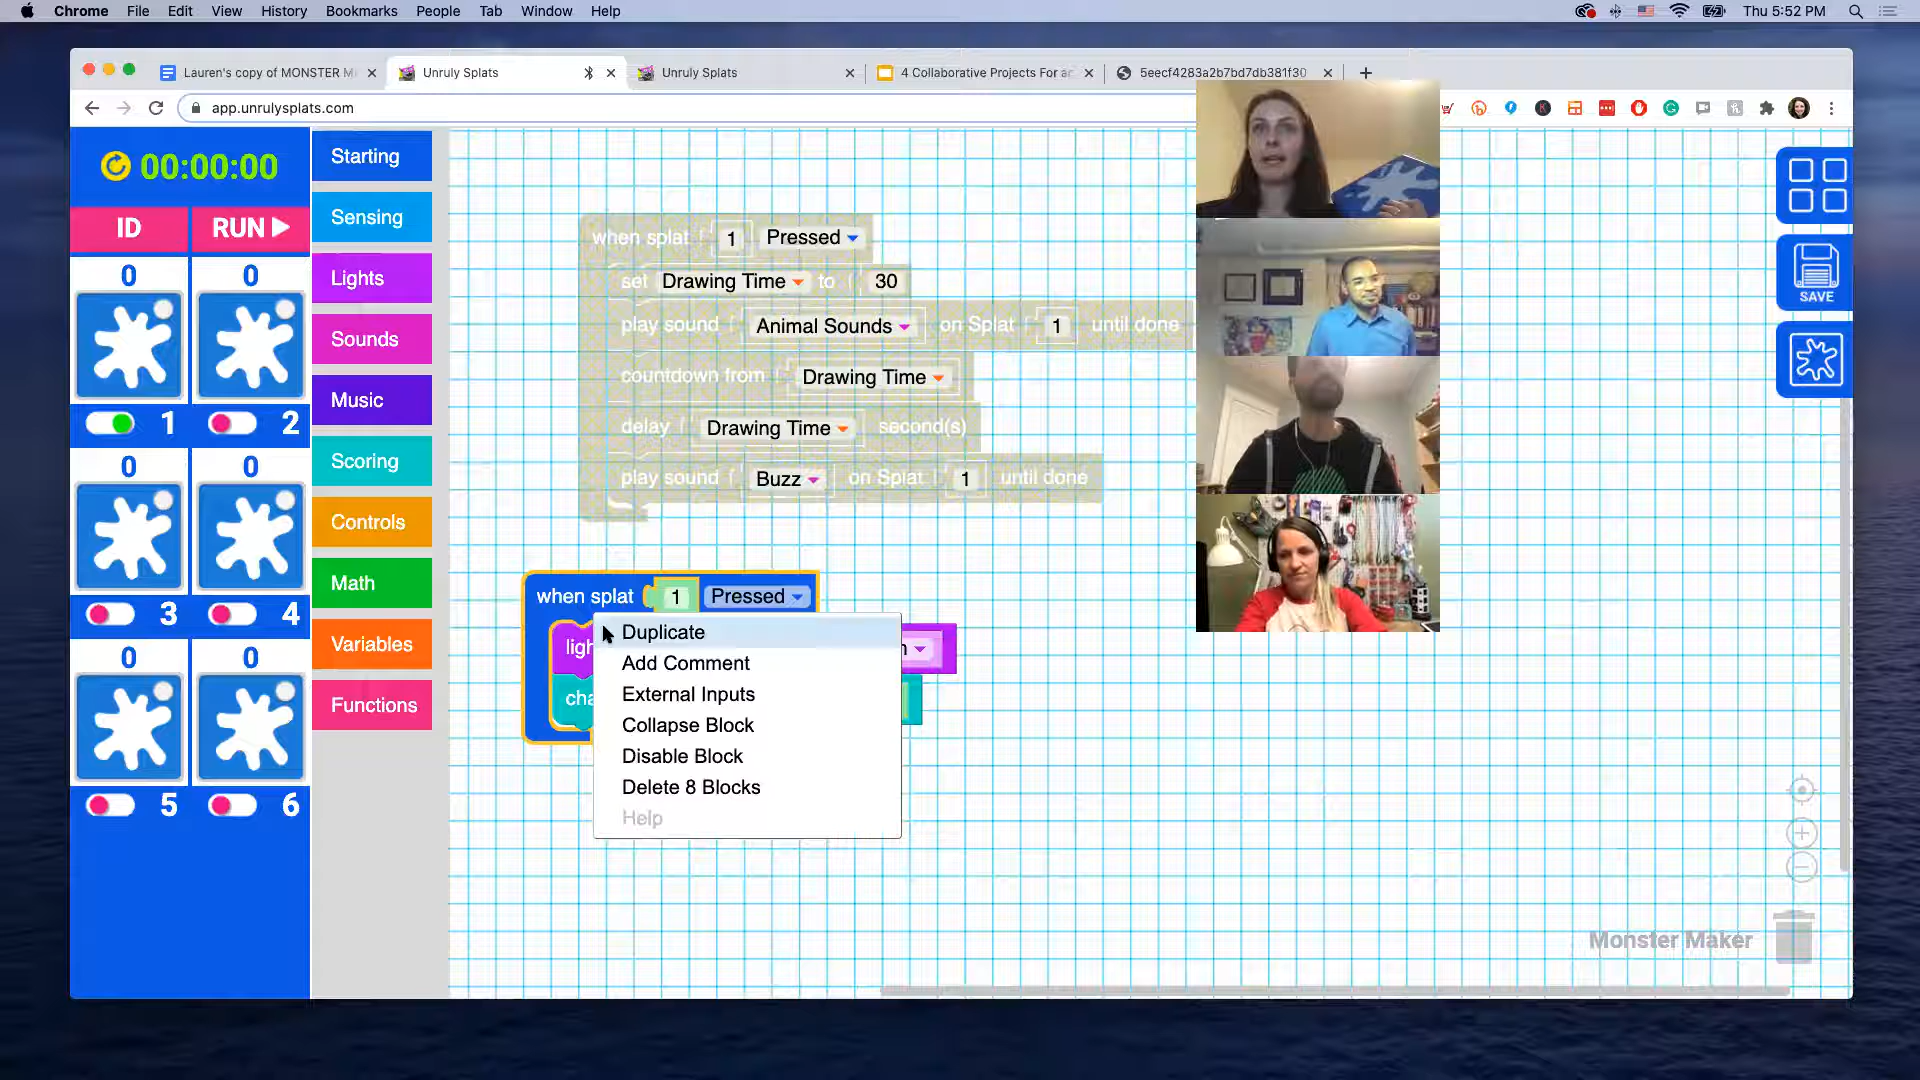 Chrome File Edit View History Bookmarks People Tab Window Help
Thu 5:52 PM
Lauren's copy of MONSTER M
Unruly Splats
Unruly Splats
4 Collaborative Projects For ac
5eecf4283a2b7bd7db381f30
app.unrulysplats.com
00:00:00
ID
RUN
0
0
1
2
0
0
3
4
0
0
5
6
Starting
Sensing
Lights
Sounds
Music
Scoring
Controls
Math
Variables
Functions
when splat 1 Pressed
set Drawing Time to 30
play sound Animal Sounds on Splat 1 until done
countdown from Drawing Time
delay Drawing Time second(s)
play sound Buzz on Splat 1 until done
when splat 1 Pressed
Duplicate
Add Comment
External Inputs
Collapse Block
Disable Block
Delete 8 Blocks
Help
SAVE
Monster Maker